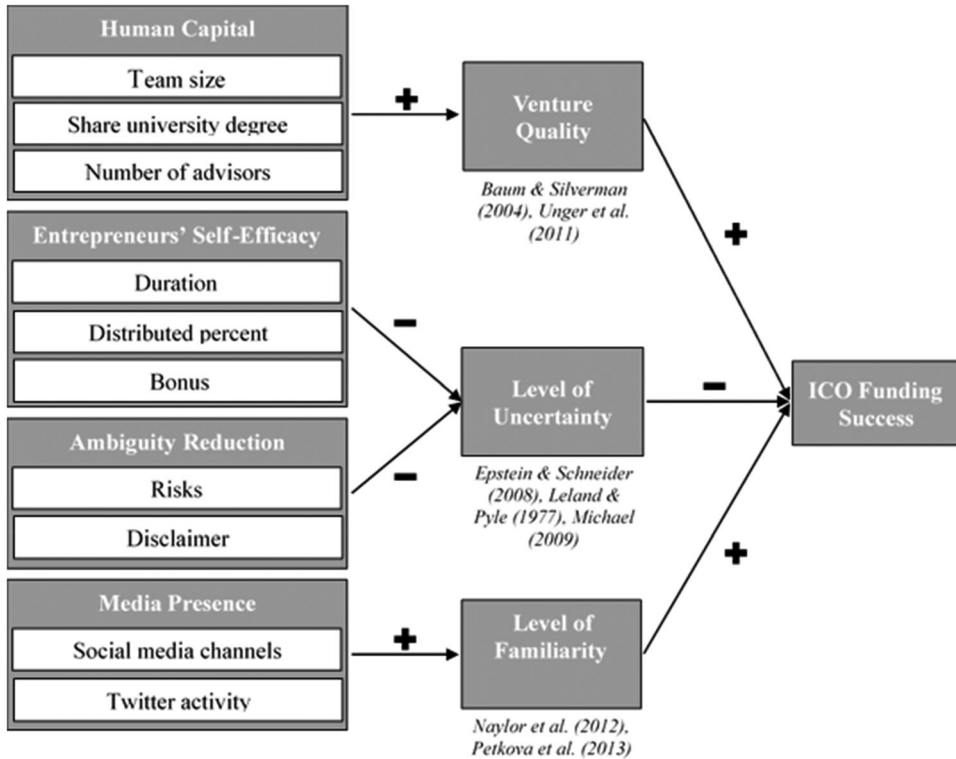 Human Capital
Team size
Share university degree
Number of advisors
Entrepreneurs' Self-Efficacy
Duration
Distributed percent
Bonus
Ambiguity Reduction
Risks
Disclaimer
Media Presence
Social media channels
Twitter activity
+
−
−
+
Venture
Quality
Baum & Silverman
(2004), Unger et al.
(2011)
Level of
Uncertainty
Epstein & Schneider
(2008), Leland &
Pyle (1977), Michael
(2009)
Level of
Familiarity
Naylor et al. (2012),
Petkova et al. (2013)
+
−
+
ICO Funding
Success